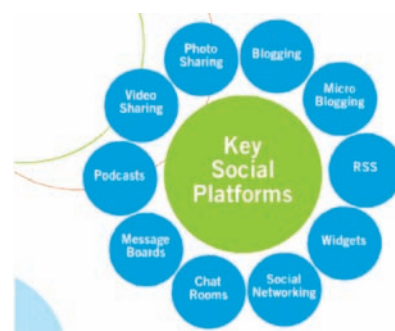 Key
Social
Platforms
Photo
Sharing
Blogging
Micro
Blogging
RSS
Widgets
Social
Networking
Chat
Rooms
Message
Boards
Podcasts
Video
Sharing